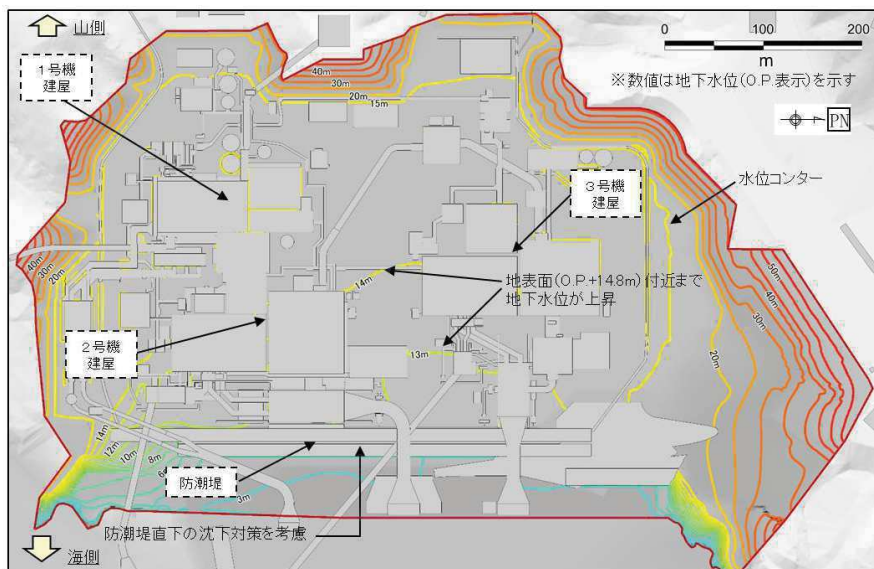 山側
1号機
建屋
0 100 200
m
※数値は地下水位(O.P.表示)を示す
PN
40m
30m
20m
15m
水位コンター
3号機
建屋
40m
30m
20m
14m
地表面(O.P.+14.8m)付近まで
地下水位が上昇
50m
40m
30m
20m
2号機
建屋
13m
14m
12m
10m
8m
防潮堤
3m
防潮堤直下の沈下対策を考慮
海側